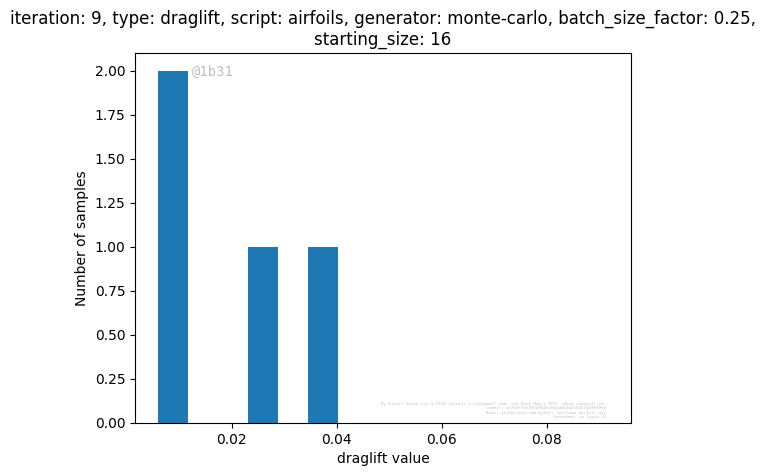 iteration: 9, type: draglift, script: airfoils, generator: monte-carlo, batch_size_factor: 0.25,
starting_size: 16
@1b31
2.00
1.75
1.50
1.25
1.00
0.75
0.50
0.25
0.00
Number of samples
0.02
0.04
0.06
0.08
draglift value